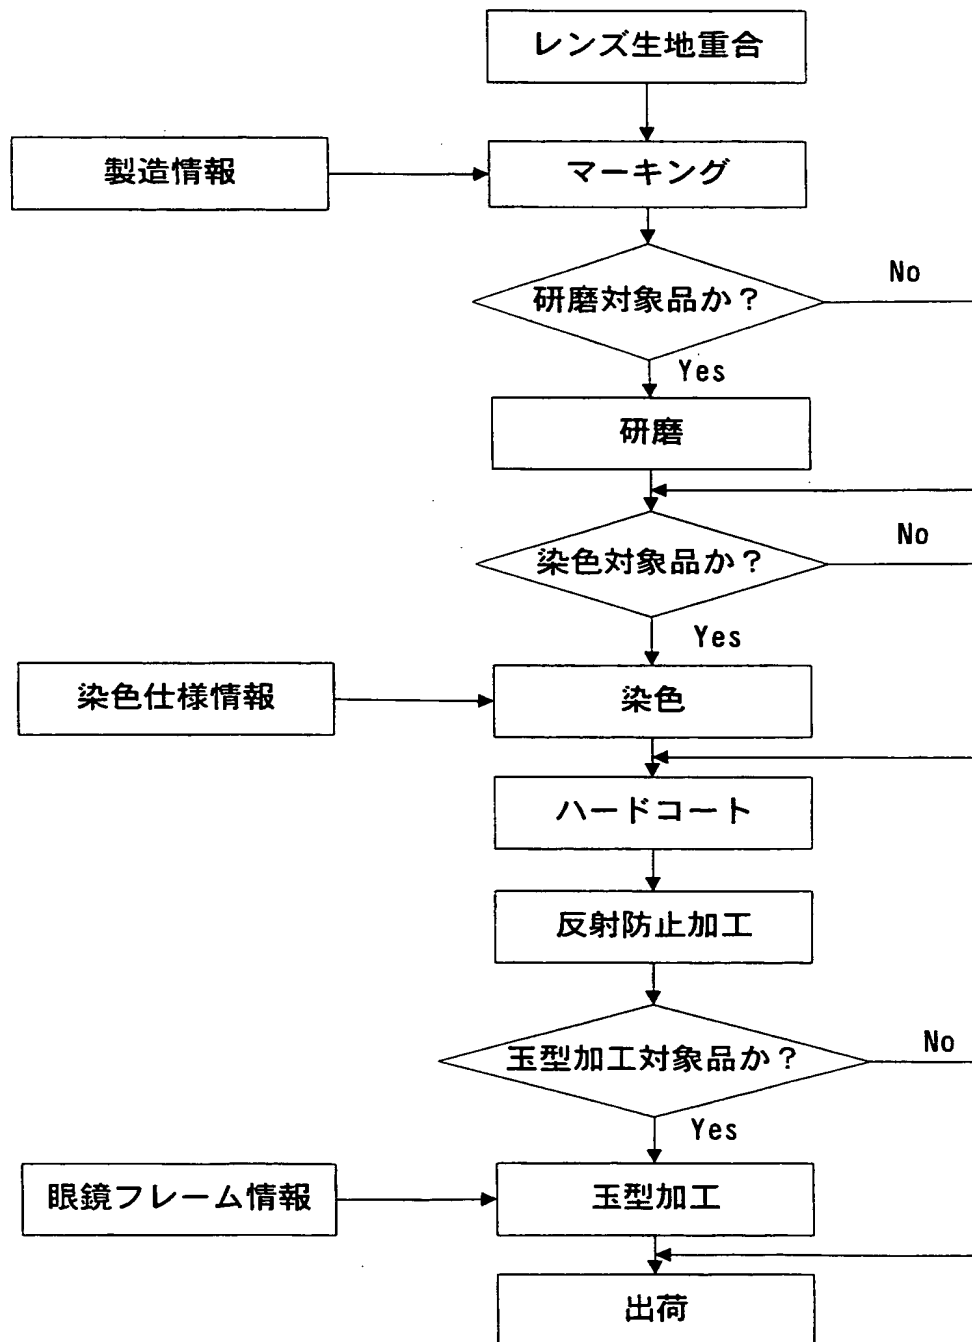 レンズ生地重合
製造情報
マーキング
研磨対象品か？
No
Yes
研磨
染色対象品か？
No
Yes
染色仕様情報
染色
ハードコート
反射防止加工
玉型加工対象品か？
No
Yes
眼鏡フレーム情報
玉型加工
出荷